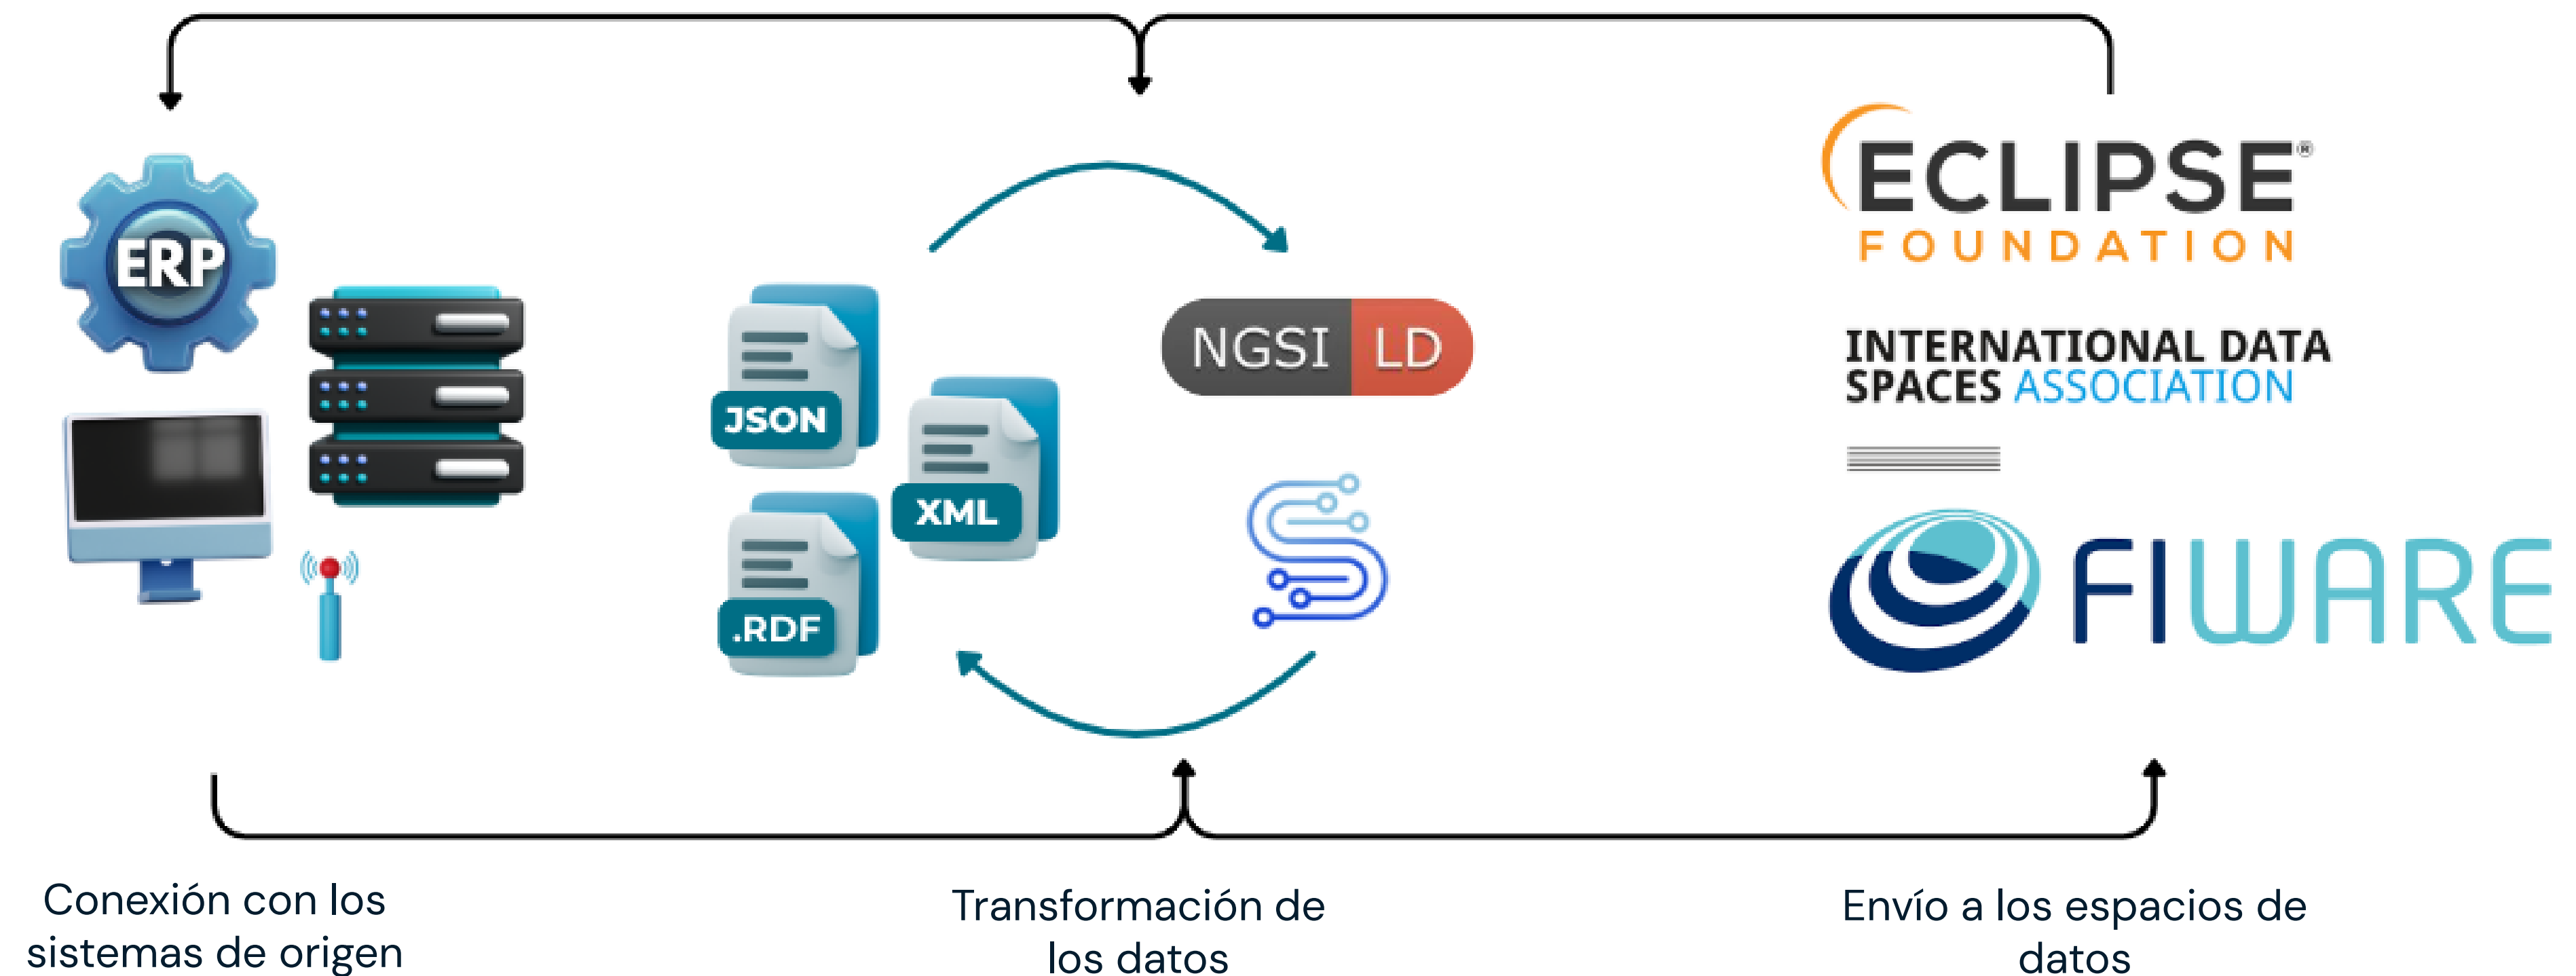 ERP
JSON
XML
.RDF
NGSI LD
ECLIPSE®
FOUNDATION
INTERNATIONAL DATA
SPACES ASSOCIATION
FIWARE
Conexión con los
sistemas de origen
Transformación de
los datos
Envío a los espacios de
datos